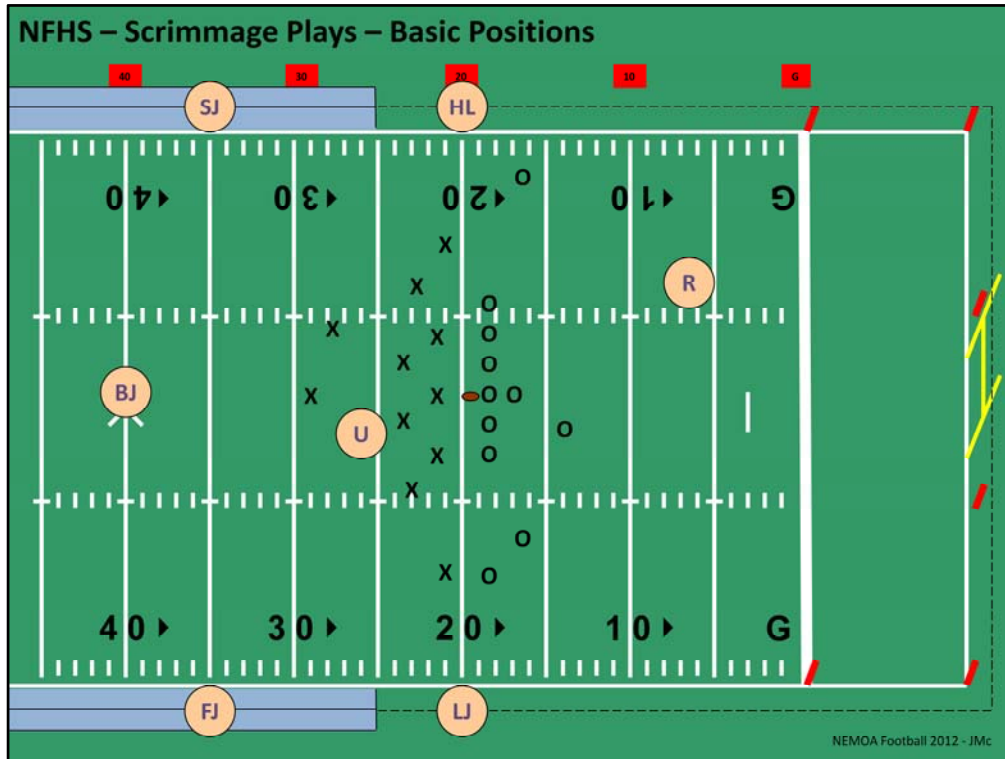 NFHS – Scrimmage Plays – Basic Positions
40 30 20 10 G
SJ HL
40 30 20 10 G
O
X
X R
O
X X O
X O
BJ X X O O
U X O O
X O
X
O
X O
40 30 20 10 G
FJ LJ
NEMOA Football 2012 - JMc